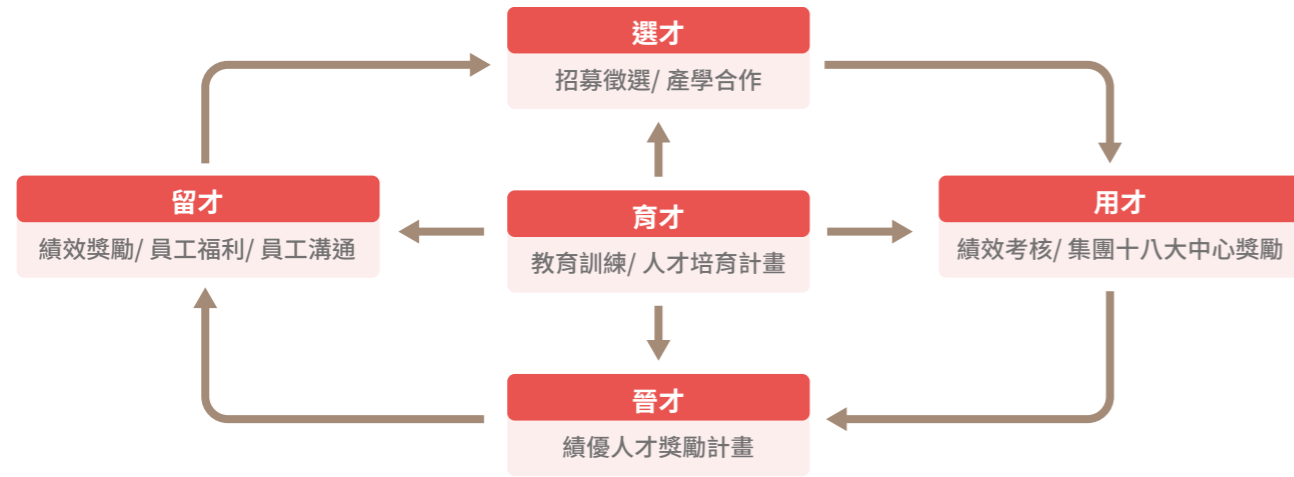 選才
招募徵選/ 產學合作
留才
績效獎勵/ 員工福利/ 員工溝通
育才
教育訓練/ 人才培育計畫
用才
績效考核/ 集團十八大中心獎勵
晉才
績優人才獎勵計畫